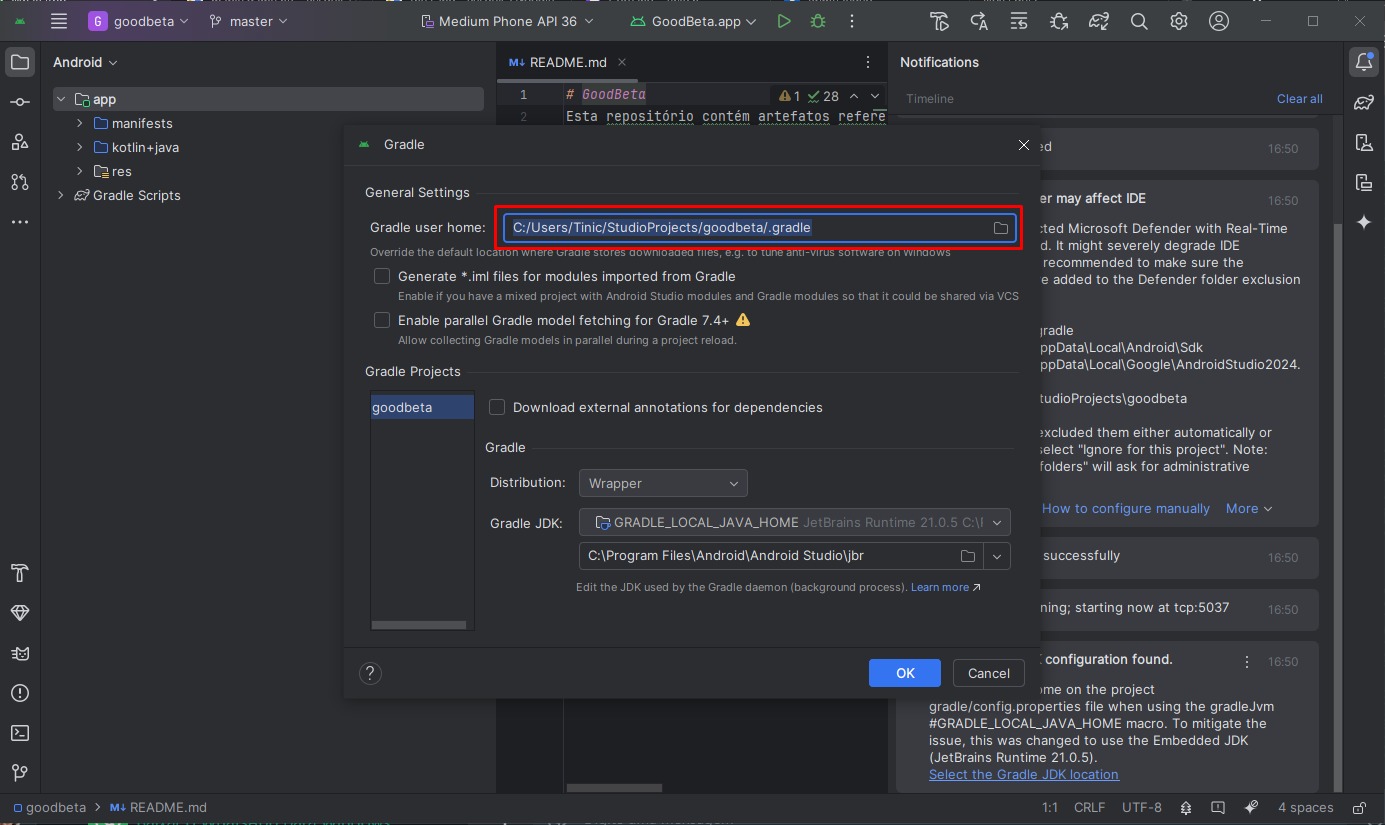 G goodbeta master Medium Phone API 36 GoodBeta.app
Android
README.md
Notifications
app
manifests
kotlin+java
res
Gradle Scripts
1 # GoodBeta 1 28
2 Esta repositório contém artefatos refere
Timeline Clear all
ed 16:50
er may affect IDE 16:50
cted Microsoft Defender with Real-Time
d. It might severely degrade IDE
recommended to make sure the
e added to the Defender folder exclusion
gradle
ppData\Local\Android\Sdk
ppData\Local\Google\AndroidStudio2024.
tudioProjects\goodbeta
excluded them either automatically or
select "Ignore for this project". Note:
folders" will ask for administrative
How to configure manually More
successfully 16:50
ning; starting now at tcp:5037 16:50
configuration found. 16:50
ome on the project
gradle/config.properties file when using the gradleJvm
#GRADLE_LOCAL_JAVA_HOME macro. To mitigate the
issue, this was changed to use the Embedded JDK
(JetBrains Runtime 21.0.5).
Select the Gradle JDK location
Gradle
General Settings
Gradle user home: C:/Users/Tinic/StudioProjects/goodbeta/.gradle
Override the default location where Gradle stores downloaded files, e.g. to tune anti-virus software on Windows
Generate *.iml files for modules imported from Gradle
Enable if you have a mixed project with Android Studio modules and Gradle modules so that it could be shared via VCS
Enable parallel Gradle model fetching for Gradle 7.4+
Allow collecting Gradle models in parallel during a project reload.
Gradle Projects
goodbeta
Download external annotations for dependencies
Gradle
Distribution: Wrapper
Gradle JDK: GRADLE_LOCAL_JAVA_HOME JetBrains Runtime 21.0.5 C:\
C:\Program Files\Android\Android Studio\jbr
Edit the JDK used by the Gradle daemon (background process). Learn more
? OK Cancel
goodbeta README.md 1:1 CRLF UTF-8 4 spaces